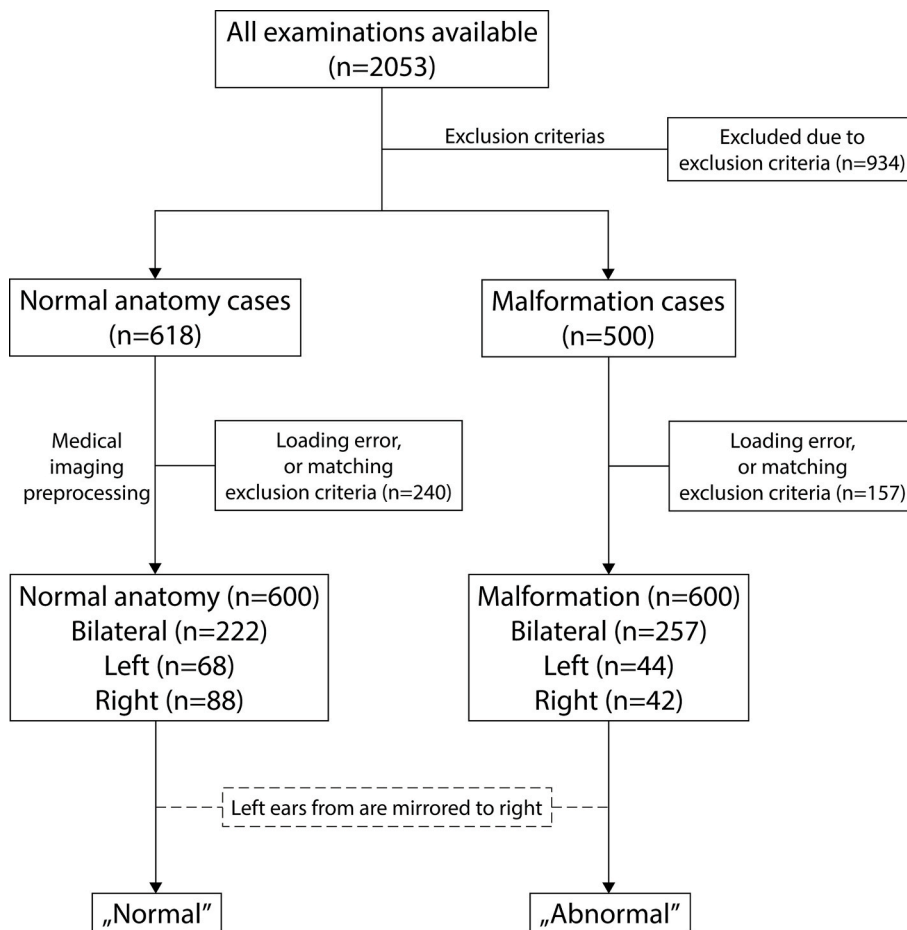 All examinations available
(n=2053)
Exclusion criterias
Excluded due to
exclusion criteria (n=934)
Normal anatomy cases
(n=618)
Malformation cases
(n=500)
Medical
imaging
preprocessing
Loading error,
or matching
exclusion criteria (n=240)
Loading error,
or matching
exclusion criteria (n=157)
Normal anatomy (n=600)
Bilateral (n=222)
Left (n=68)
Right (n=88)
Malformation (n=600)
Bilateral (n=257)
Left (n=44)
Right (n=42)
Left ears from are mirrored to right
„Normal”
„Abnormal”